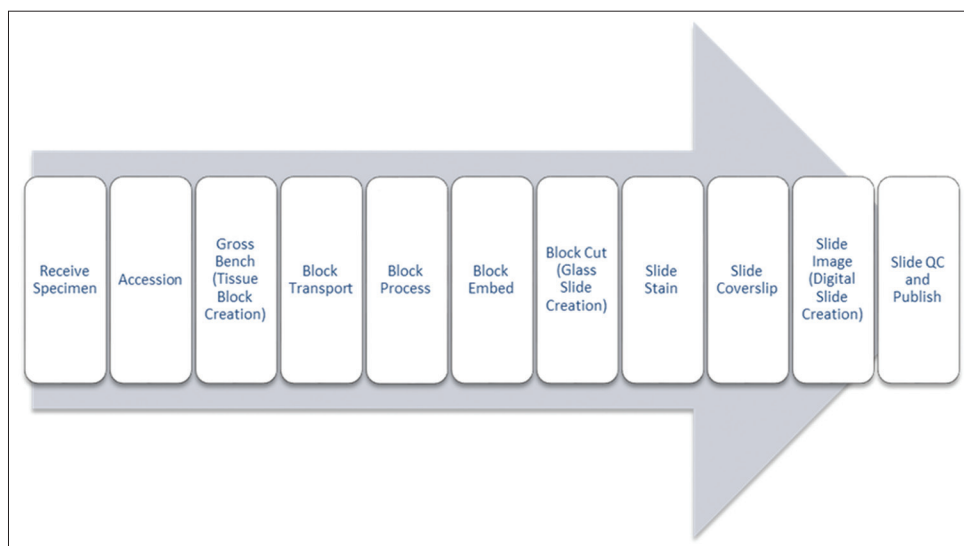 Receive
Specimen
Accession
Gross
Bench
(Tissue
Block
Creation)
Block
Transport
Block
Process
Block
Embed
Block Cut
(Glass
Slide
Creation)
Slide
Stain
Slide
Coverslip
Slide
Image
(Digital
Slide
Creation)
Slide QC
and
Publish